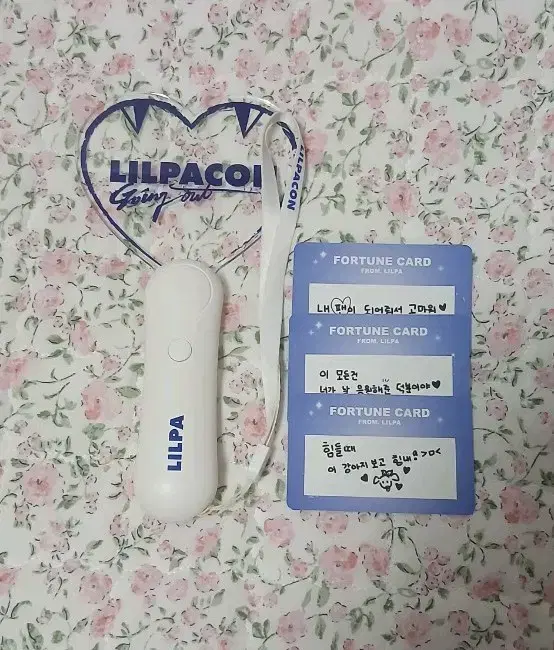 LILPACON
Going out
LILPACON
LILPA
FORTUNE CARD
FROM. LILPA
내 팬이 되어줘서 고마워♥
FORTUNE CARD
FROM. LILPA
이 모든건
너가 날 응원해준 덕분이야♥
FORTUNE CARD
FROM. LILPA
힘들때
이 강아지 보고 힘내! >ㅁ<